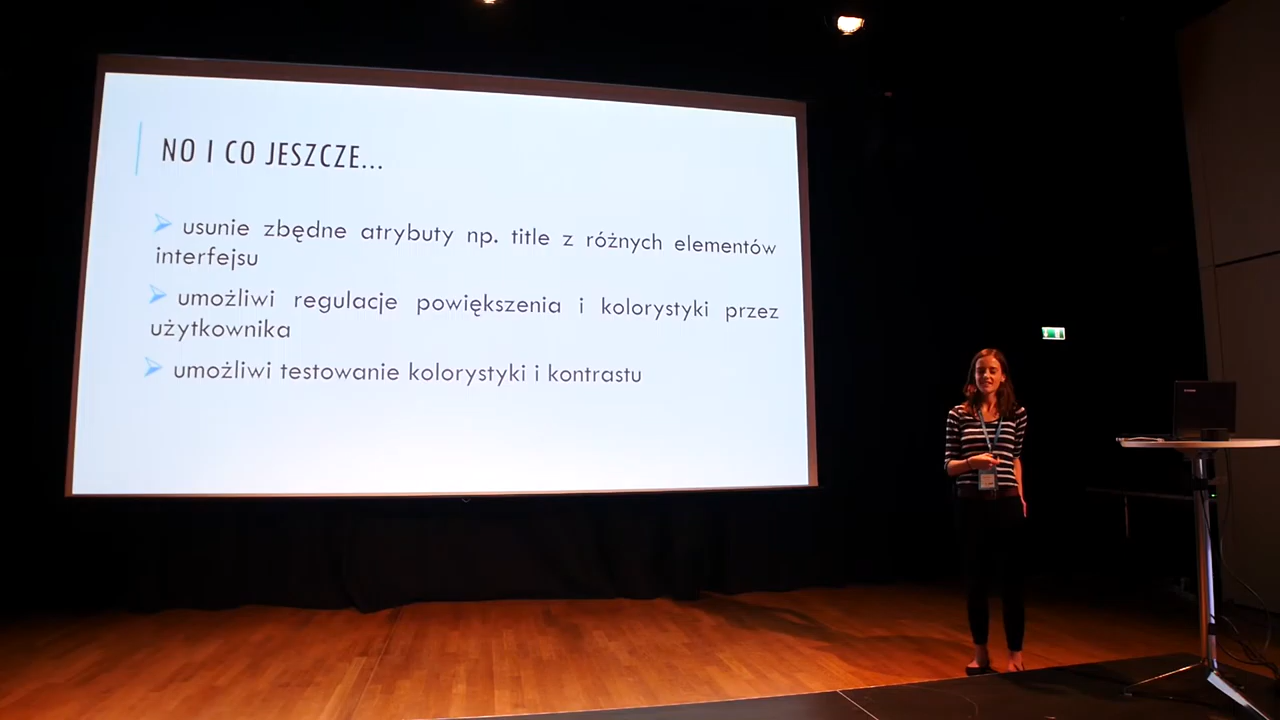 NO I CO JESZCZE...
usunie zbędne atrybuty np. title z różnych elementów
interfejsu
umożliwi regulacje powiększenia i kolorystyki przez
użytkownika
umożliwi testowanie kolorystyki i kontrastu